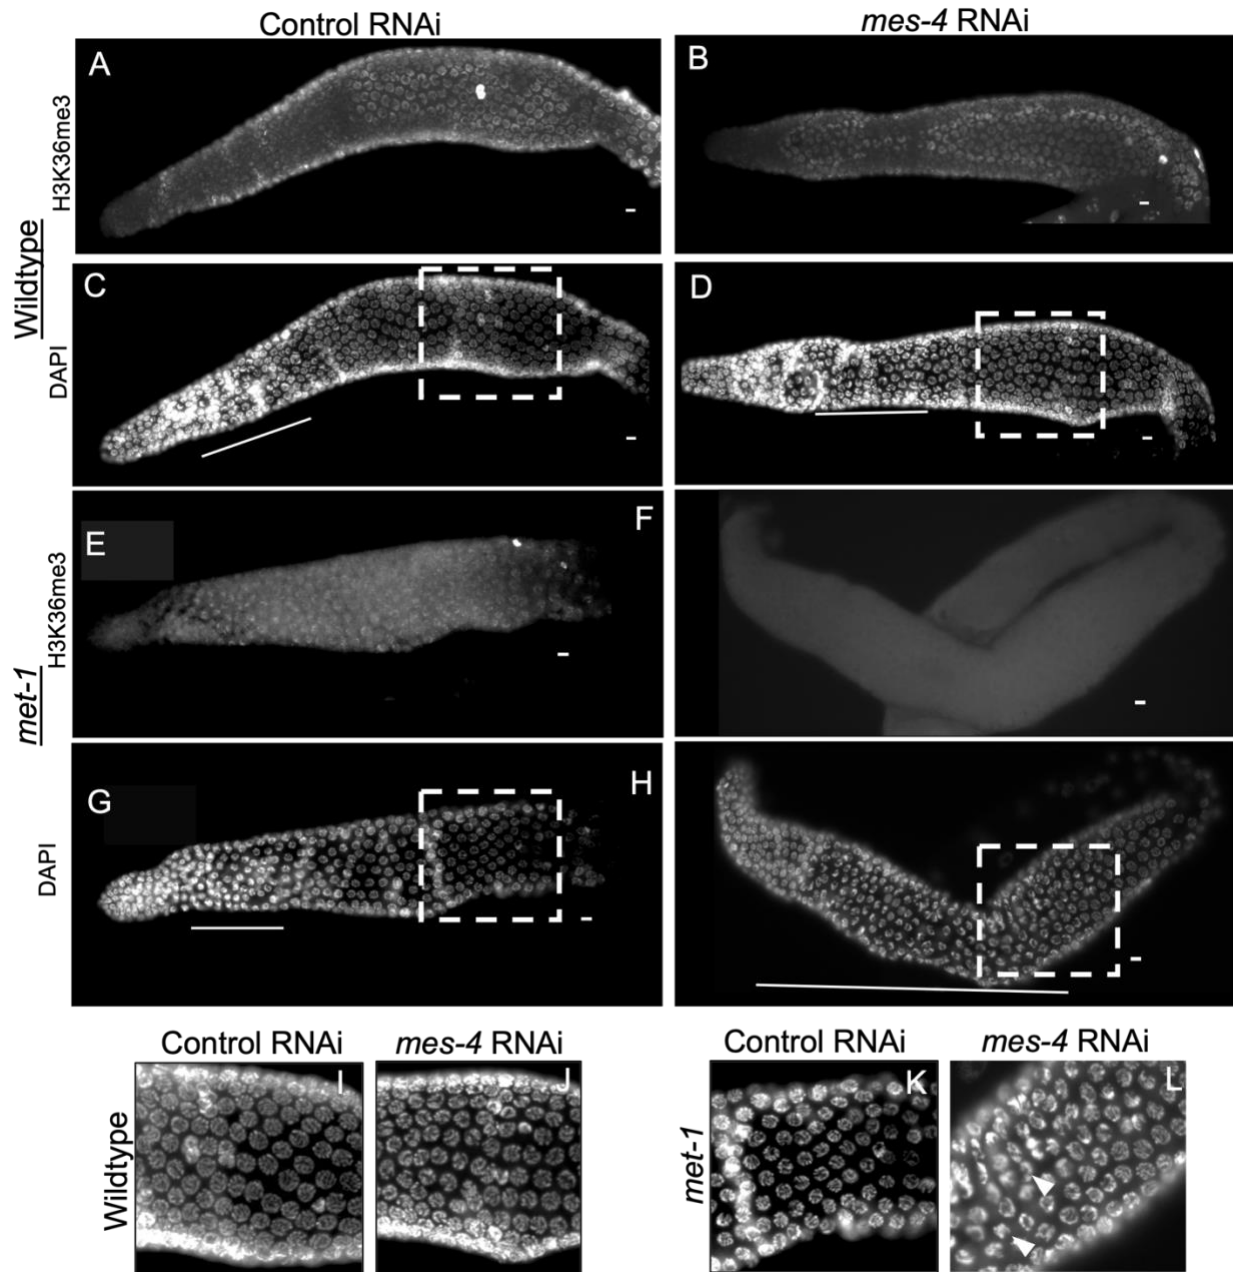 Control RNAi
mes-4 RNAi
Wildtype
H3K36me3
A
B
DAPI
C
D
met-1
H3K36me3
E
F
DAPI
G
H
Control RNAi
mes-4 RNAi
Control RNAi
mes-4 RNAi
Wildtype
I
J
met-1
K
L